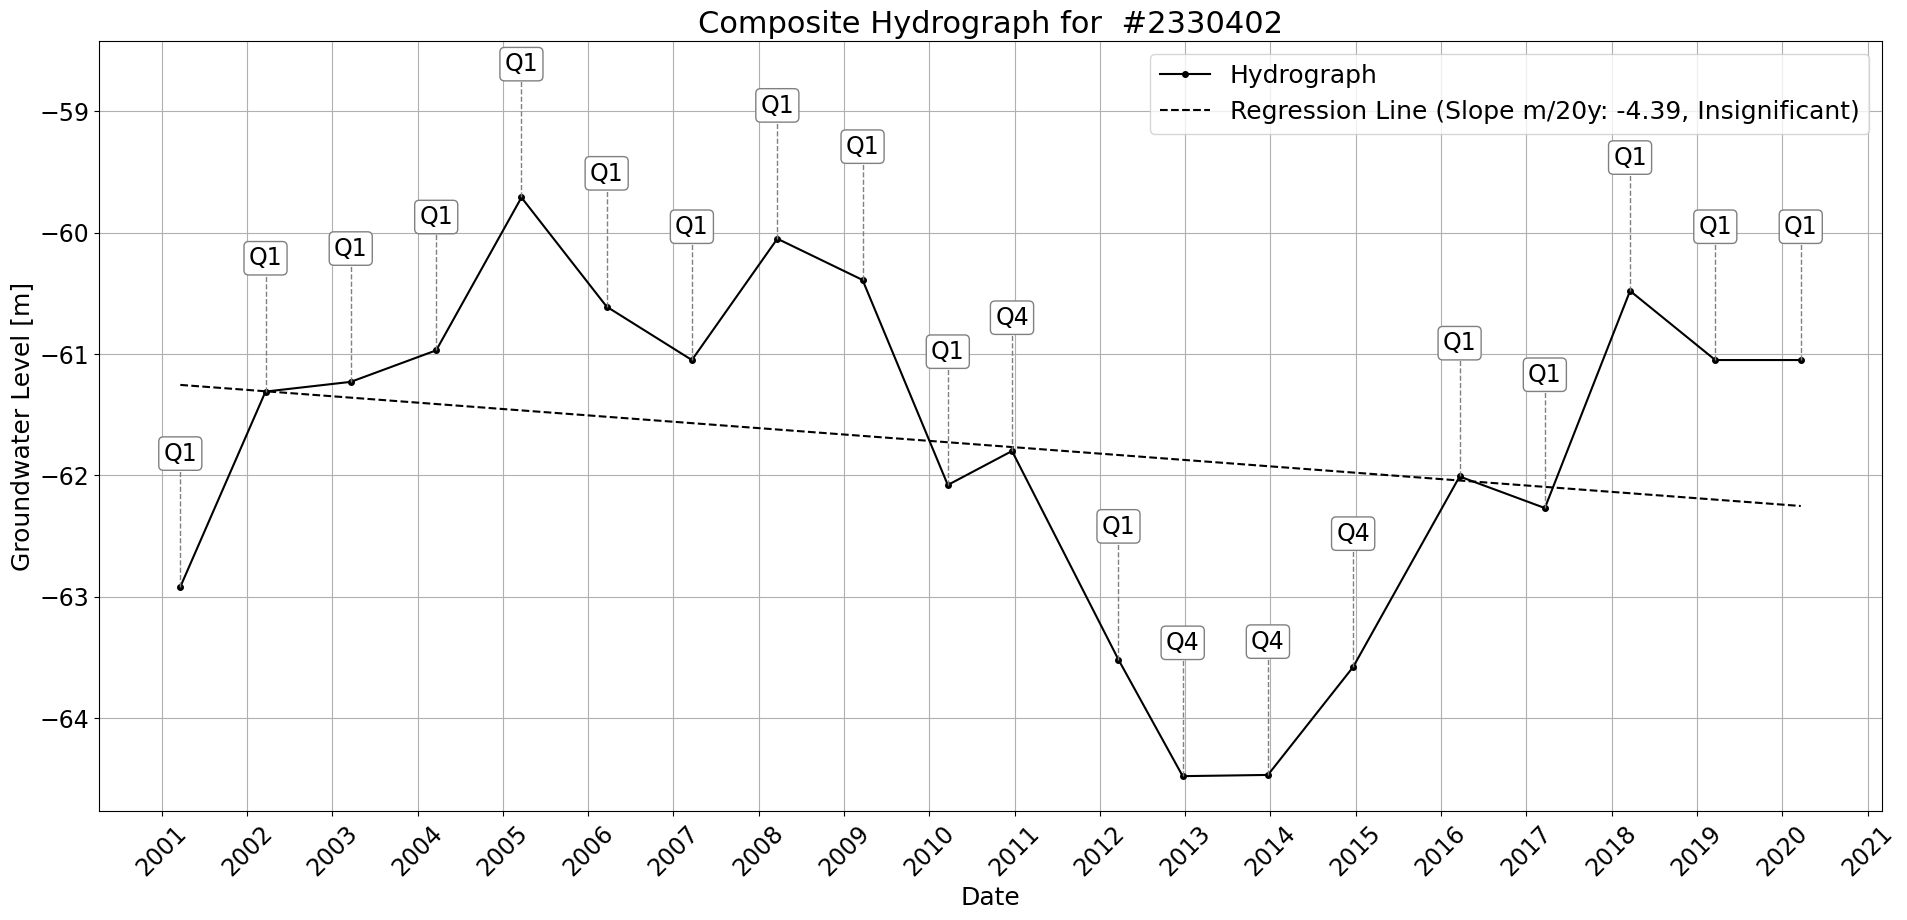 Composite Hydrograph for #2330402
Hydrograph
Regression Line (Slope m/20y: -4.39, Insignificant)
Groundwater Level [m]
−59
−60
−61
−62
−63
−64
Q1
Q1
Q1
Q1
Q1
Q1
Q1
Q1
Q1
Q1
Q4
Q1
Q4
Q4
Q4
Q1
Q1
Q1
Q1
Q1
2001
2002
2003
2004
2005
2006
2007
2008
2009
2010
2011
2012
2013
2014
2015
2016
2017
2018
2019
2020
2021
Date